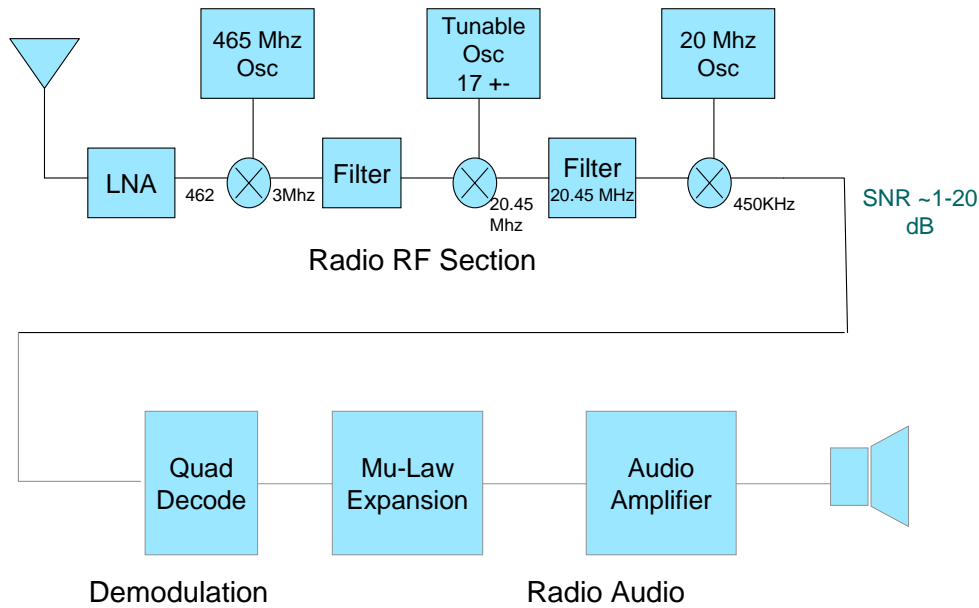 465 Mhz
Osc
Tunable
Osc
17 +-
20 Mhz
Osc
LNA
462
3Mhz
Filter
20.45
Mhz
Filter
20.45 MHz
450KHz
SNR ~1-20
dB
Radio RF Section
Quad
Decode
Mu-Law
Expansion
Audio
Amplifier
Demodulation
Radio Audio